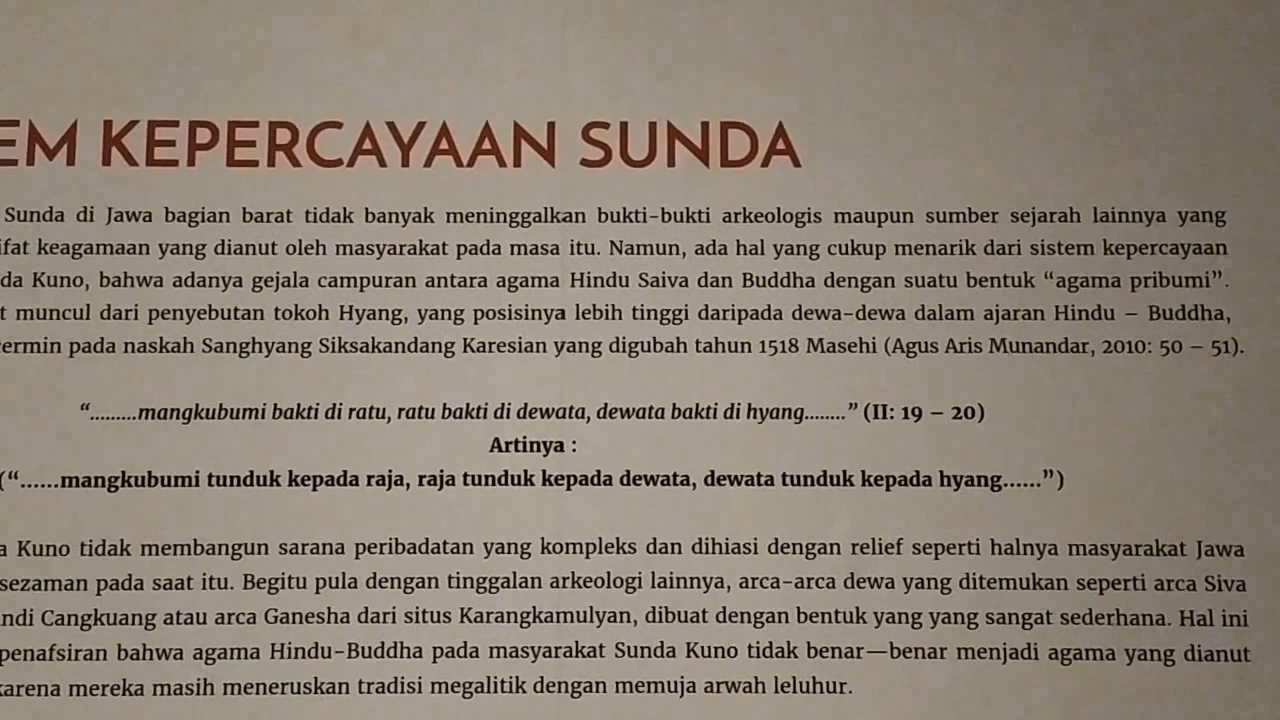 EM KEPERCAYAAN SUNDA
Sunda di Jawa bagian barat tidak banyak meninggalkan bukti-bukti arkeologis maupun sumber sejarah lainnya yang
ifat keagamaan yang dianut oleh masyarakat pada masa itu. Namun, ada hal yang cukup menarik dari sistem kepercayaan
da Kuno, bahwa adanya gejala campuran antara agama Hindu Saiva dan Buddha dengan suatu bentuk “agama pribumi”.
t muncul dari penyebutan tokoh Hyang, yang posisinya lebih tinggi daripada dewa-dewa dalam ajaran Hindu – Buddha,
ermin pada naskah Sanghyang Siksakandang Karesian yang digubah tahun 1518 Masehi (Agus Aris Munandar, 2010: 50 – 51).
“.........mangkubumi bakti di ratu, ratu bakti di dewata, dewata bakti di hyang........” (II: 19 – 20)
Artinya :
(“......mangkubumi tunduk kepada raja, raja tunduk kepada dewata, dewata tunduk kepada hyang......”)
a Kuno tidak membangun sarana peribadatan yang kompleks dan dihiasi dengan relief seperti halnya masyarakat Jawa
sezaman pada saat itu. Begitu pula dengan tinggalan arkeologi lainnya, arca-arca dewa yang ditemukan seperti arca Siva
ndi Cangkuang atau arca Ganesha dari situs Karangkamulyan, dibuat dengan bentuk yang yang sangat sederhana. Hal ini
penafsiran bahwa agama Hindu-Buddha pada masyarakat Sunda Kuno tidak benar—benar menjadi agama yang dianut
karena mereka masih meneruskan tradisi megalitik dengan memuja arwah leluhur.